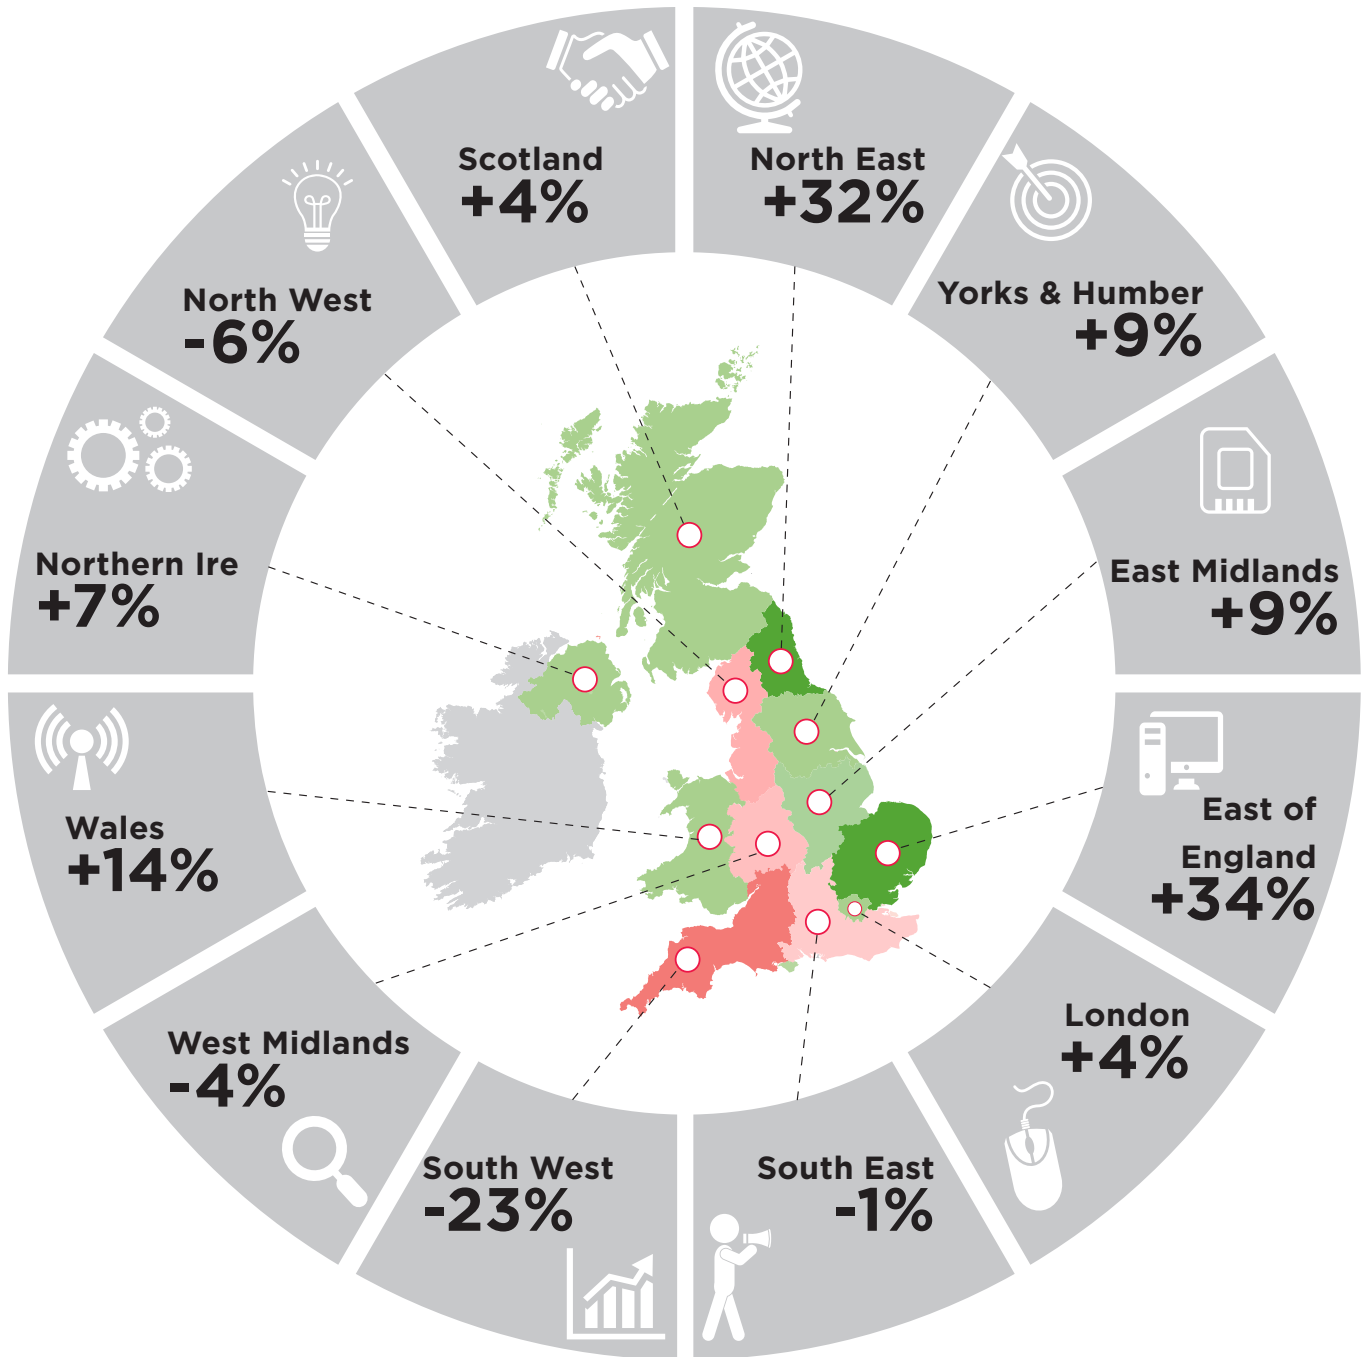 Scotland
+4%
North East
+32%
Yorks & Humber
+9%
East Midlands
+9%
East of
England
+34%
London
+4%
South East
-1%
South West
-23%
West Midlands
-4%
Wales
+14%
Northern Ire
+7%
North West
-6%